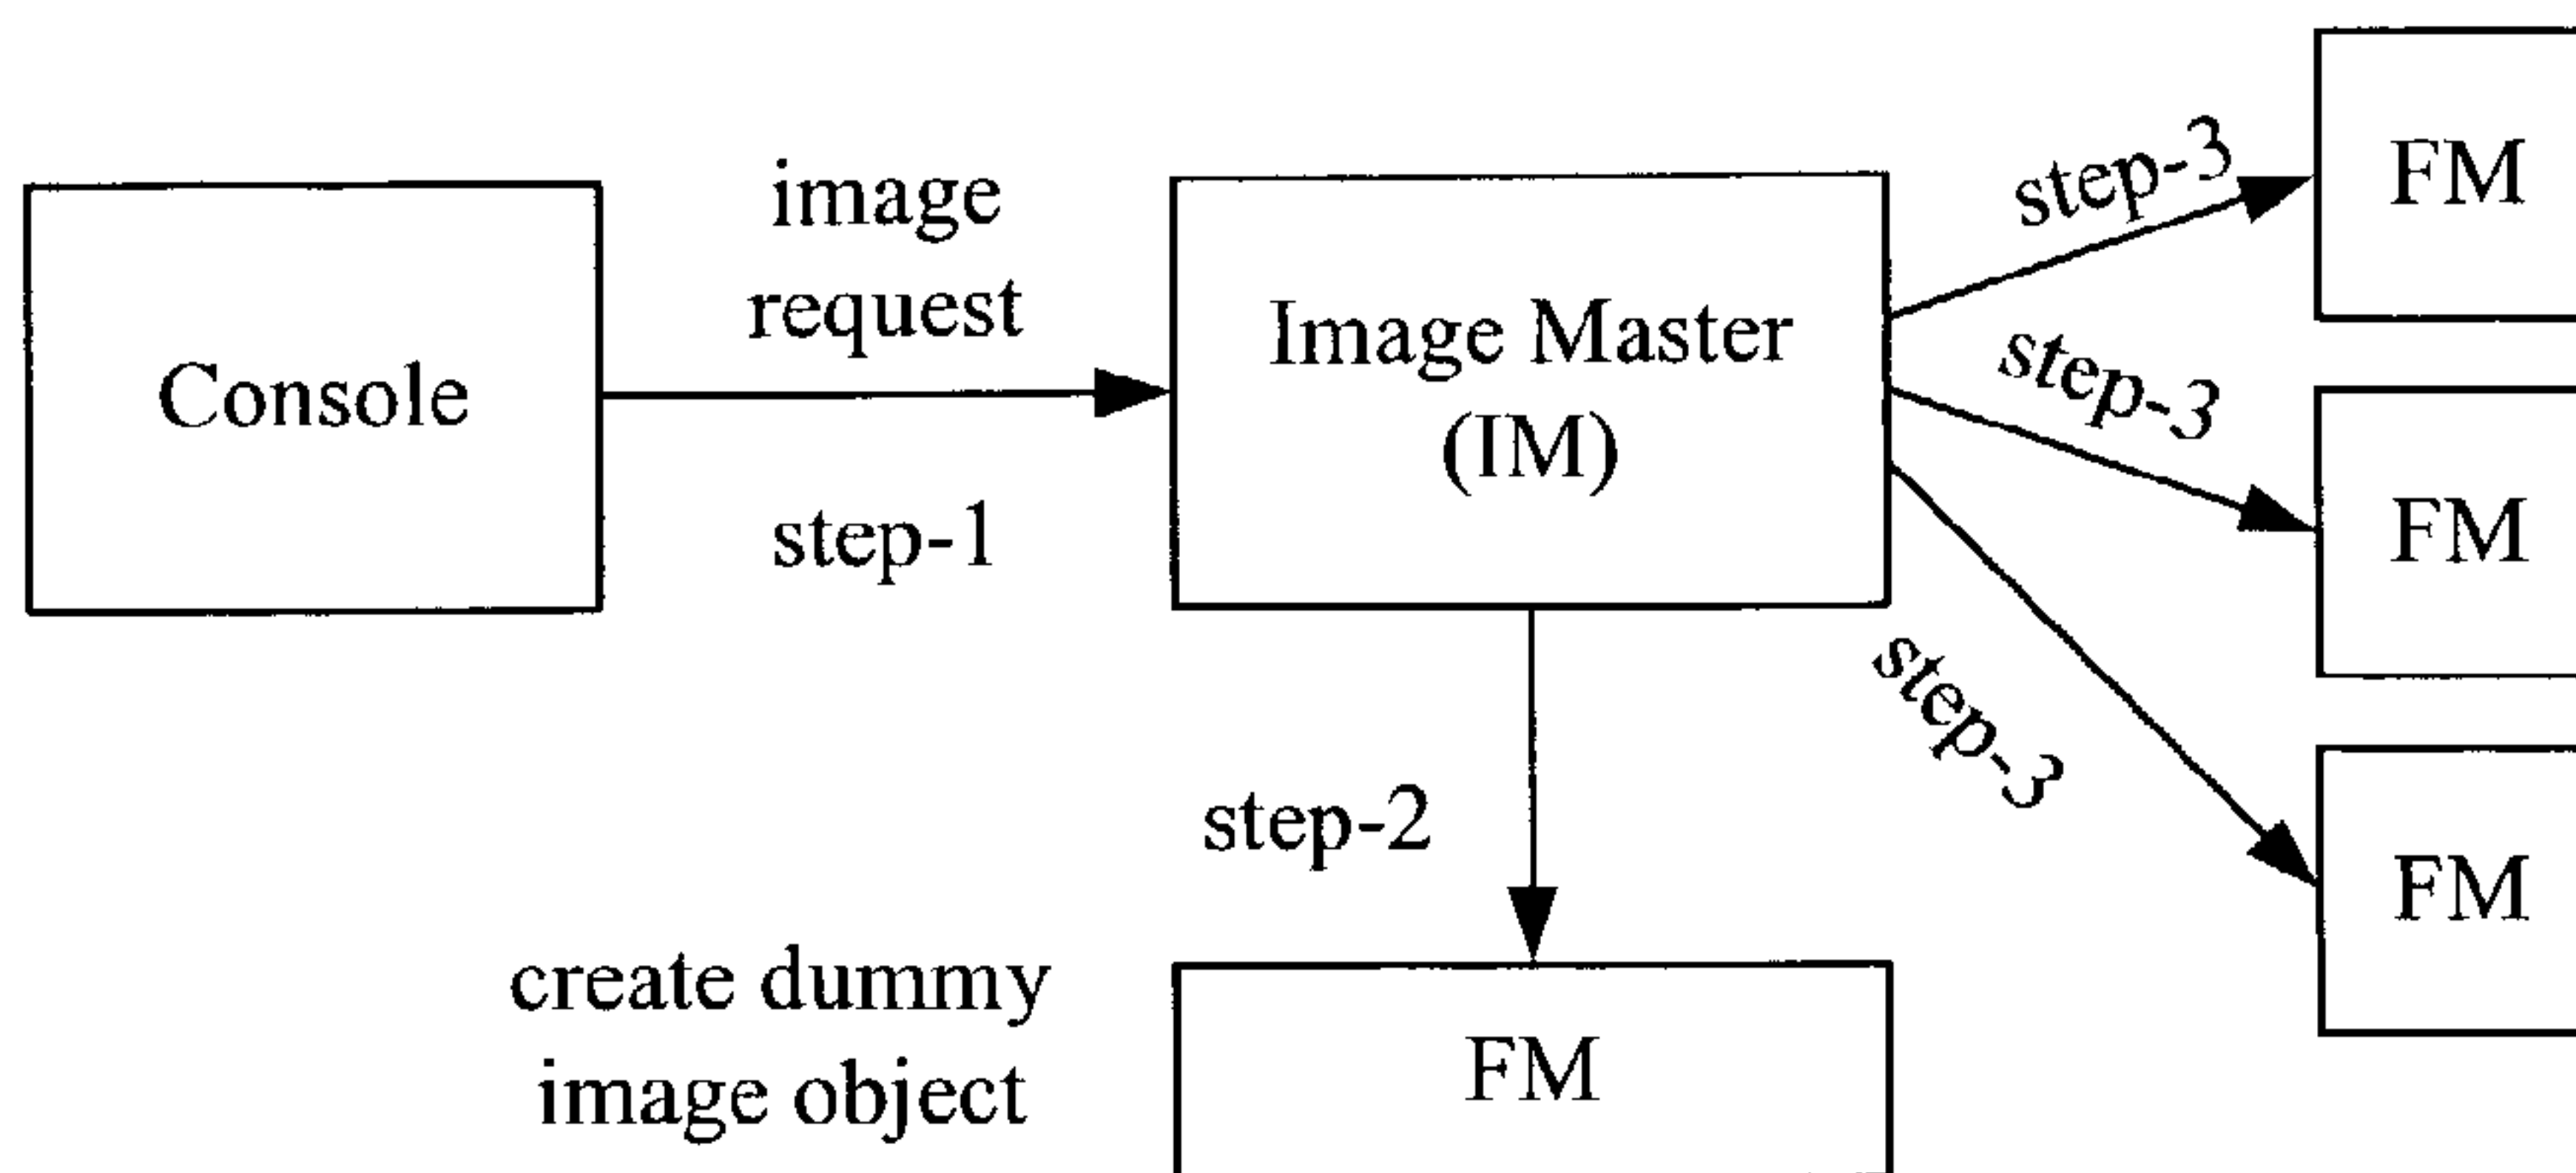 image
request
Console
step-1
Image Master
(IM)
step-3
FM
step-3
FM
step-3
FM
step-2
create dummy
image object
FM